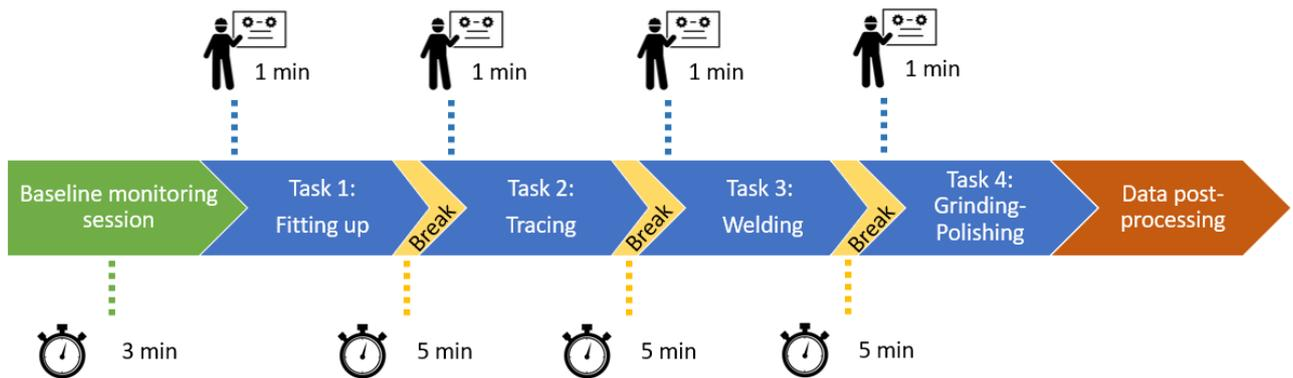 1 min
1 min
1 min
1 min
Baseline monitoring
session
Task 1:
Fitting up
Break
Task 2:
Tracing
Break
Task 3:
Welding
Break
Task 4:
Grinding-
Polishing
Data post-
processing
3 min
5 min
5 min
5 min